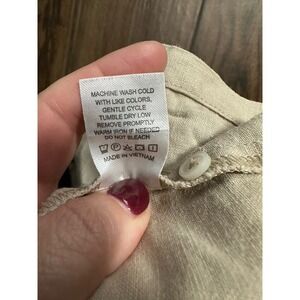 MACHINE WASH COLD
WITH LIKE COLORS,
GENTLE CYCLE
TUMBLE DRY LOW
REMOVE PROMPTLY
WARM IRON IF NEEDED
DO NOT BLEACH
MADE IN VIETNAM